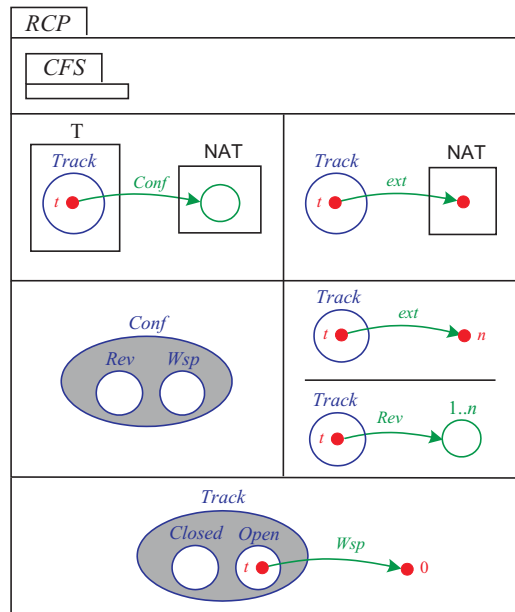 RCP
CFS
T
Track
NAT
Conf
t
Track
NAT
ext
t
Conf
Rev
Wsp
Track
ext
t
n
Track
1..n
Rev
t
Track
Closed
Open
Wsp
t
0